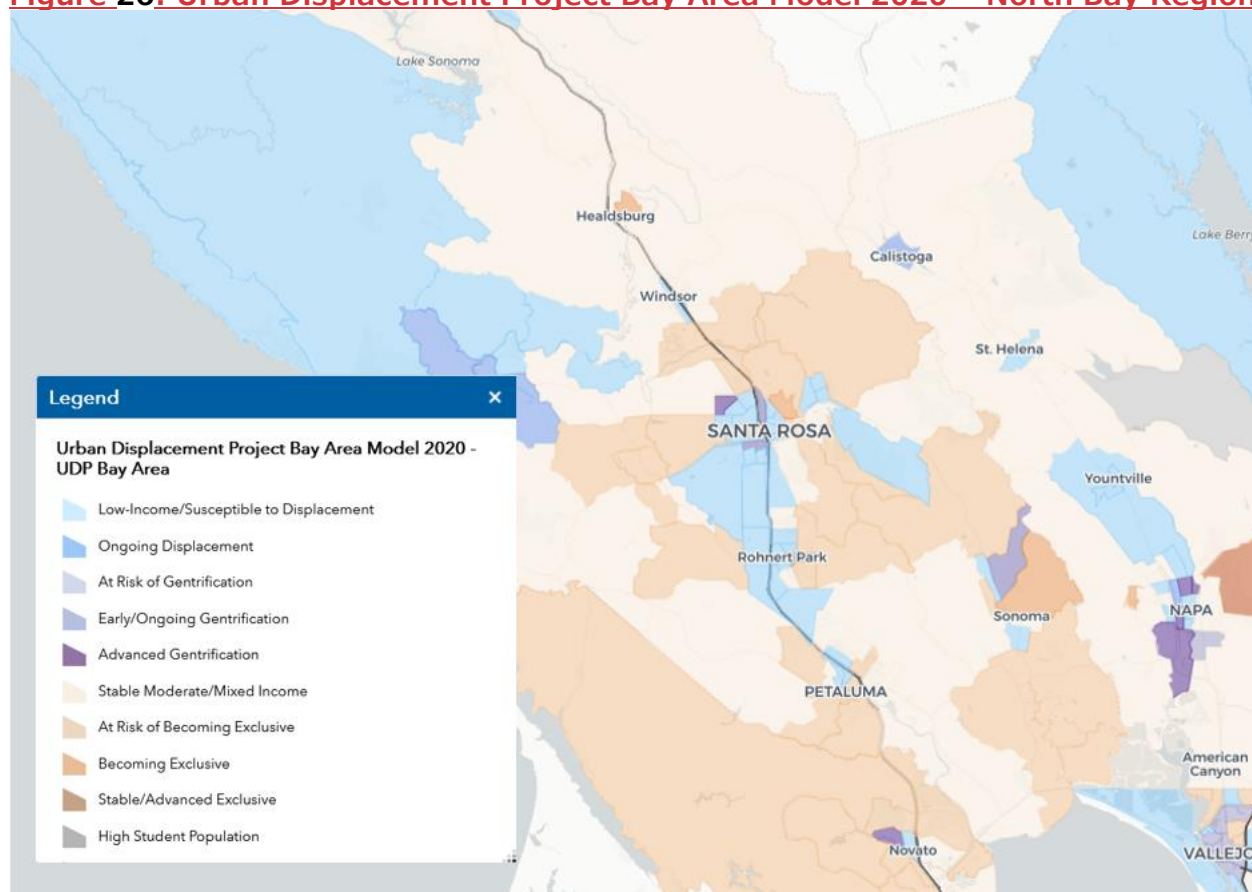 Figure 26: Urban Displacement Project Bay Area Model 2020 – North Bay Region
Lake Sonoma
Healdsburg
Lake Berry
Calistoga
Windsor
St. Helena
Legend ×
SANTA ROSA
Urban Displacement Project Bay Area Model 2020 -
UDP Bay Area
Yountville
Low-Income/Susceptible to Displacement
Ongoing Displacement
Rohnert Park
At Risk of Gentrification
Early/Ongoing Gentrification
Sonoma
NAPA
Advanced Gentrification
Stable Moderate/Mixed Income
PETALUMA
At Risk of Becoming Exclusive
Becoming Exclusive
American
Canyon
Stable/Advanced Exclusive
High Student Population
Novato
VALLEJO